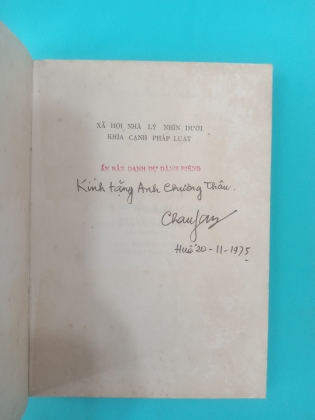 XÃ HỘI NHÀ LÝ NHÌN DƯỚI
KHÍA CẠNH PHÁP LUẬT
ẤN BẢN DANH DỰ DÀNH RIÊNG
Kính tặng Anh Chương Thâu.
Huế 20-11-1975